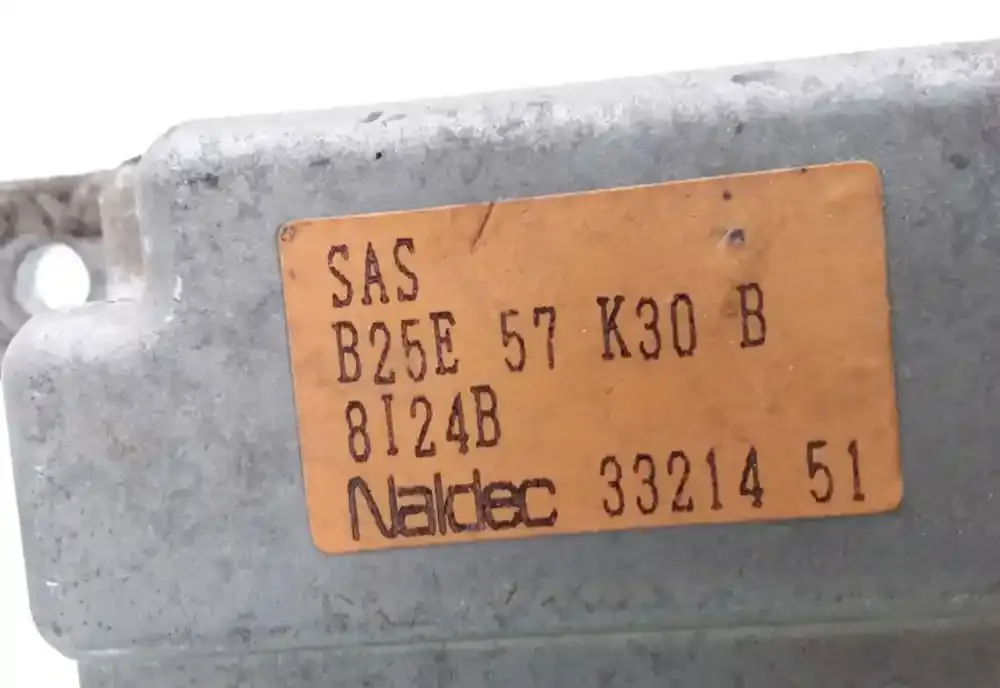 SAS
B25E 57 K30 B
8I24B
Naldec 33214 51